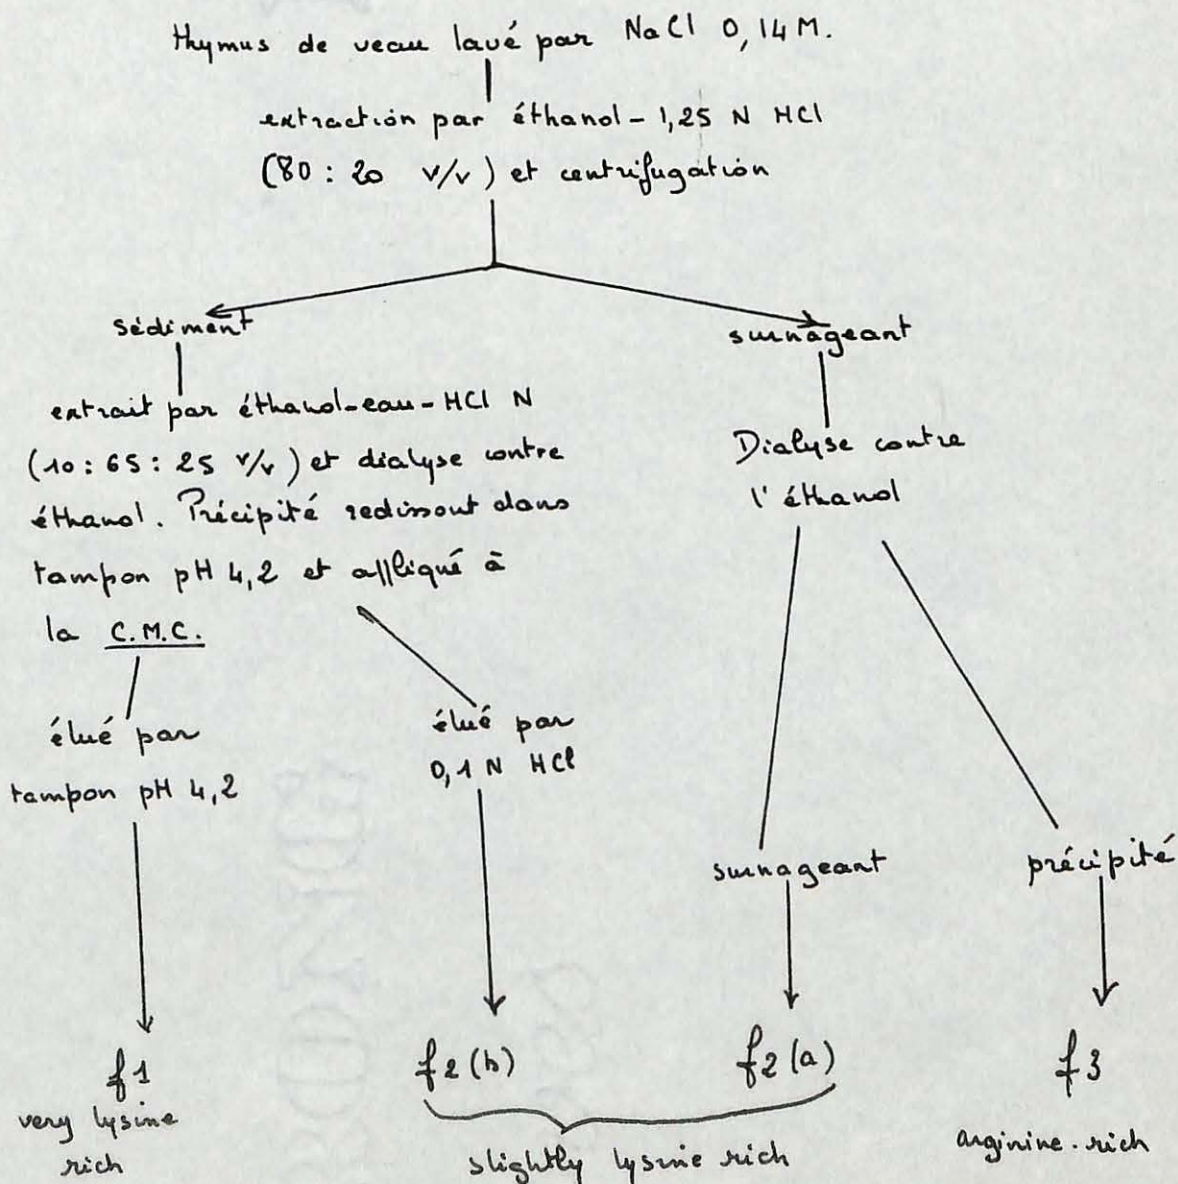 thymus de veau lavé par NaCl 0,14 M.
extraction par éthanol - 1,25 N HCl
(80 : 20 v/v) et centrifugation
sédiment
surnageant
extrait par éthanol-eau-HCl N
(10 : 65 : 25 v/v) et dialyse contre
éthanol. Précipité redissout dans
tampon pH 4,2 et appliqué à
la C.M.C.
Dialyse contre
l'éthanol
élué par
tampon pH 4,2
élué par
0,1 N HCl
surnageant
précipité
f1
very lysine
rich
f2(b)
f2(a)
slightly lysine rich
f3
arginine-rich